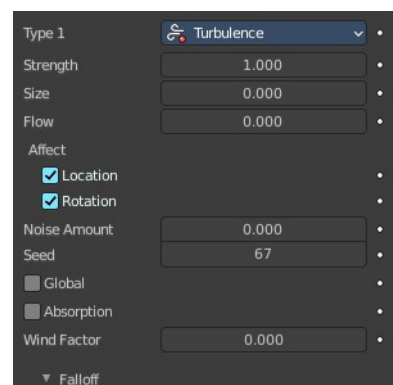 Type 1 Turbulence
Strength 1.000
Size 0.000
Flow 0.000
Affect
Location
Rotation
Noise Amount 0.000
Seed 67
Global
Absorption
Wind Factor 0.000
Falloff